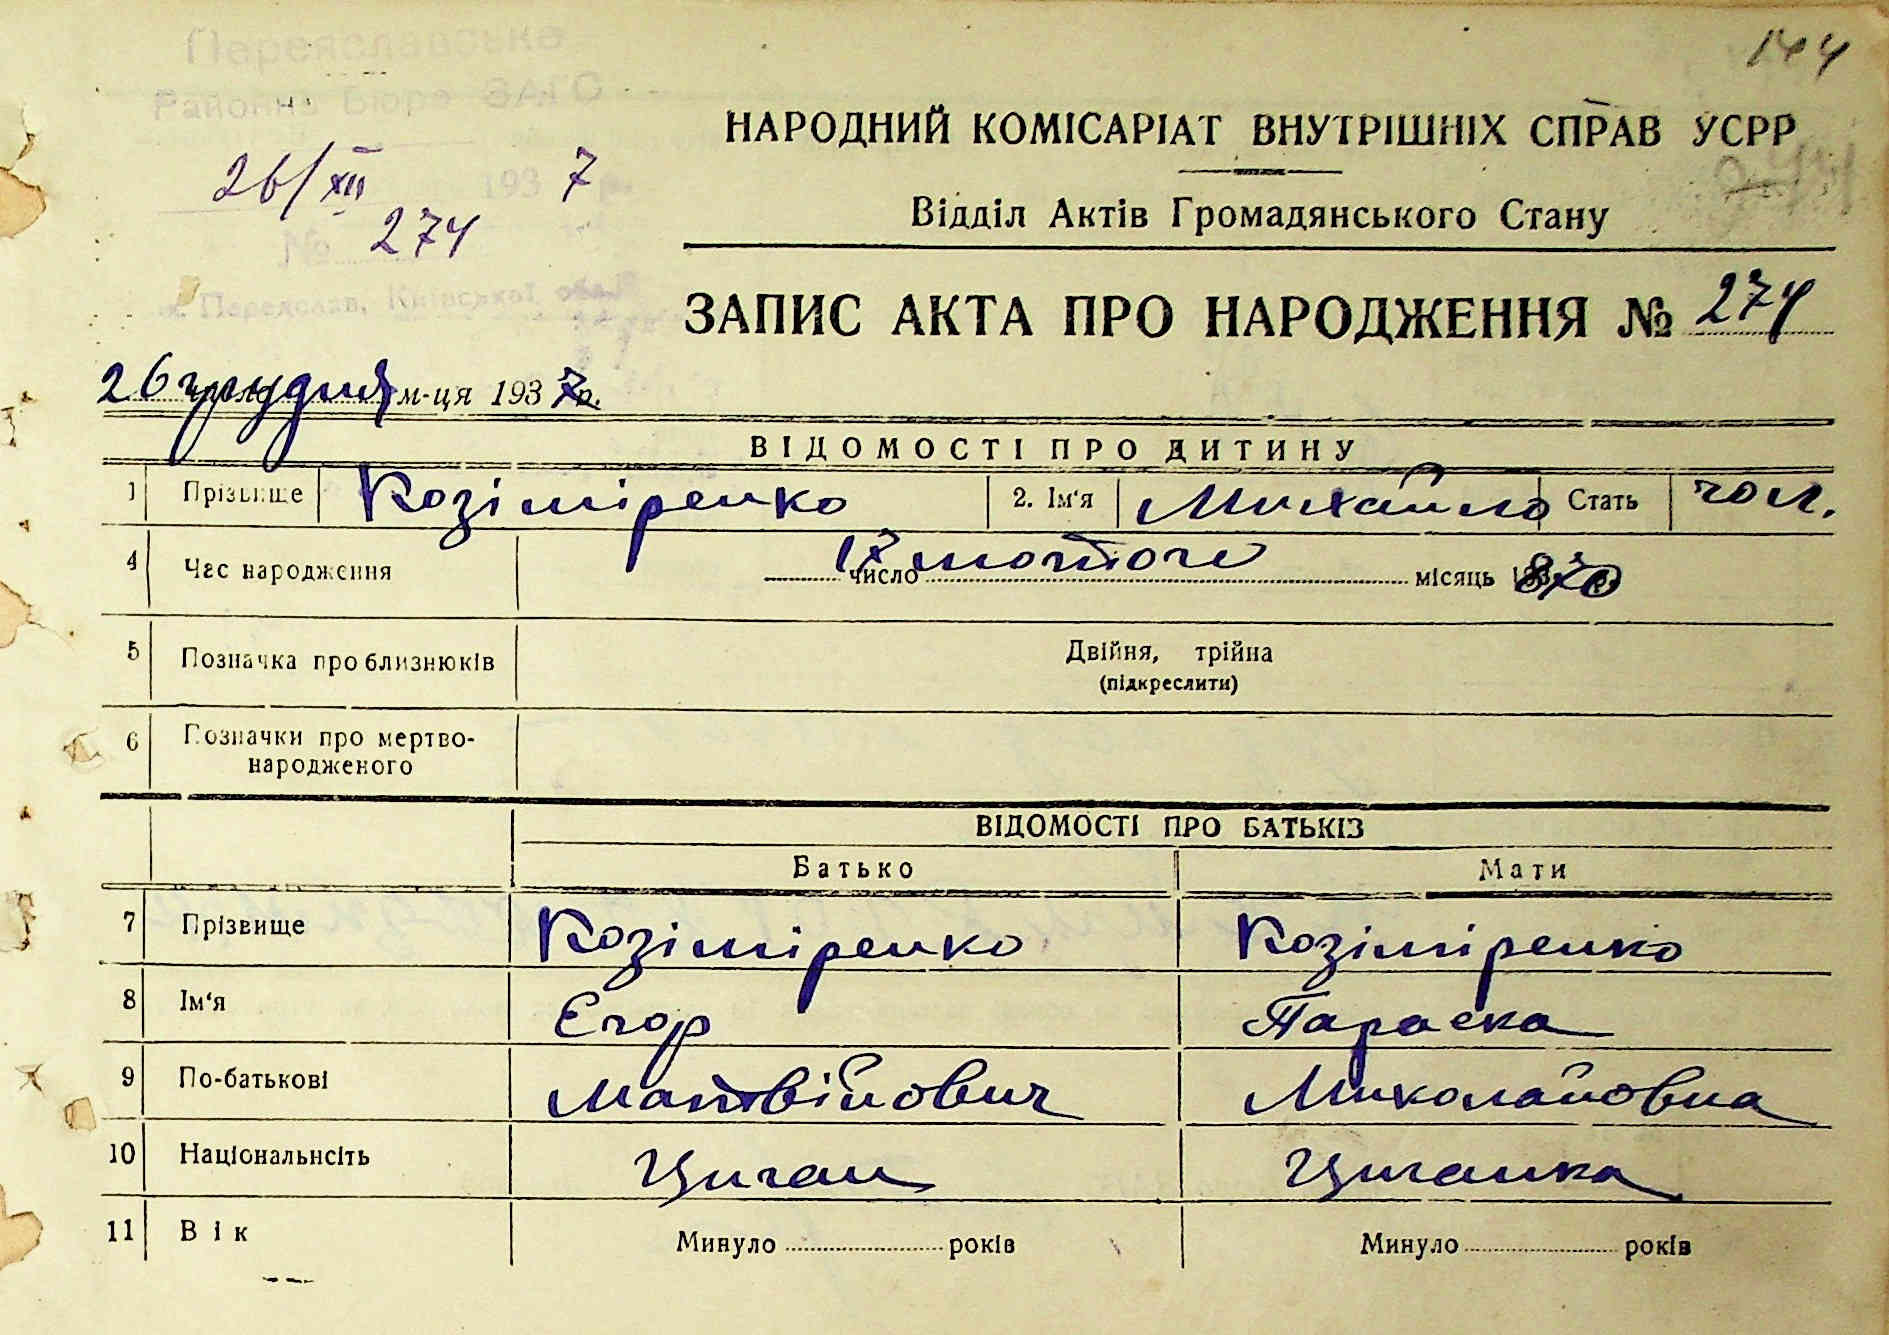 144
Переяславське
Районне Бюро ЗАГС
26/XII 1937 р.
№ 274
м. Переяслав, Київської обл.
НАРОДНИЙ КОМІСАРІАТ ВНУТРІШНІХ СПРАВ УСРР
Відділ Актів Громадянського Стану
ЗАПИС АКТА ПРО НАРОДЖЕННЯ № 274
26 грудня м-ця 1937 р.
ВІДОМОСТІ ПРО ДИТИНУ
1 Прізвище Козіміренко 2. Ім'я Михайло Стать чол.
4 Час народження 17 число лютого місяць
5 Позначка про близнюків Двійня, трійна
(підкреслити)
6 Позначки про мертво-
народженого
ВІДОМОСТІ ПРО БАТЬКІВ
Батько Мати
7 Прізвище Козіміренко Козіміренко
8 Ім'я Єгор Параска
9 По-батькові Матвійович Миколайовна
10 Національнсіть Циган Циганка
11 Вік Минуло років Минуло років